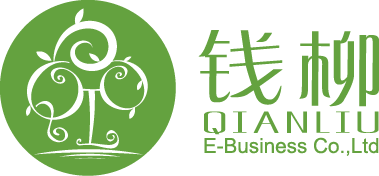 钱柳
QIANLIU
E-Business Co.,Ltd